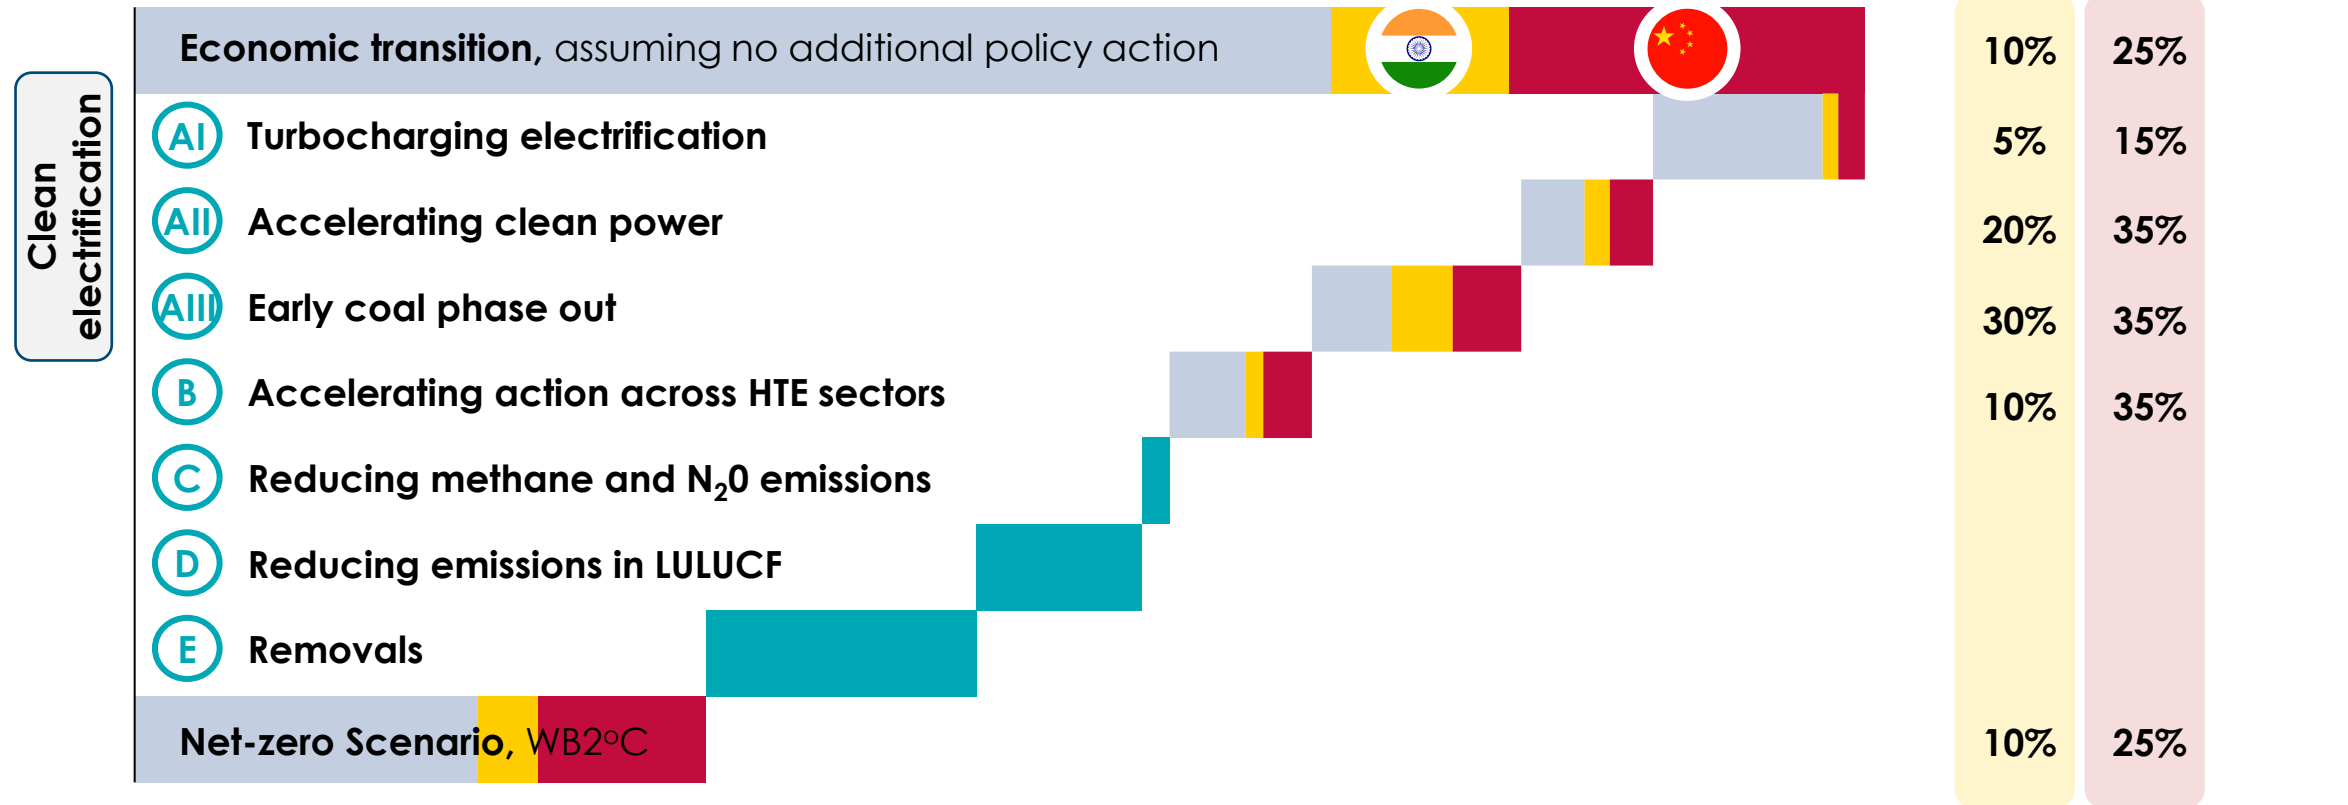 Economic transition, assuming no additional policy action 10% 25%
Clean
electrification
AI Turbocharging electrification 5% 15%
AII Accelerating clean power 20% 35%
AIII Early coal phase out 30% 35%
B Accelerating action across HTE sectors 10% 35%
C Reducing methane and N₂0 emissions
D Reducing emissions in LULUCF
E Removals
Net-zero Scenario, WB2°C 10% 25%